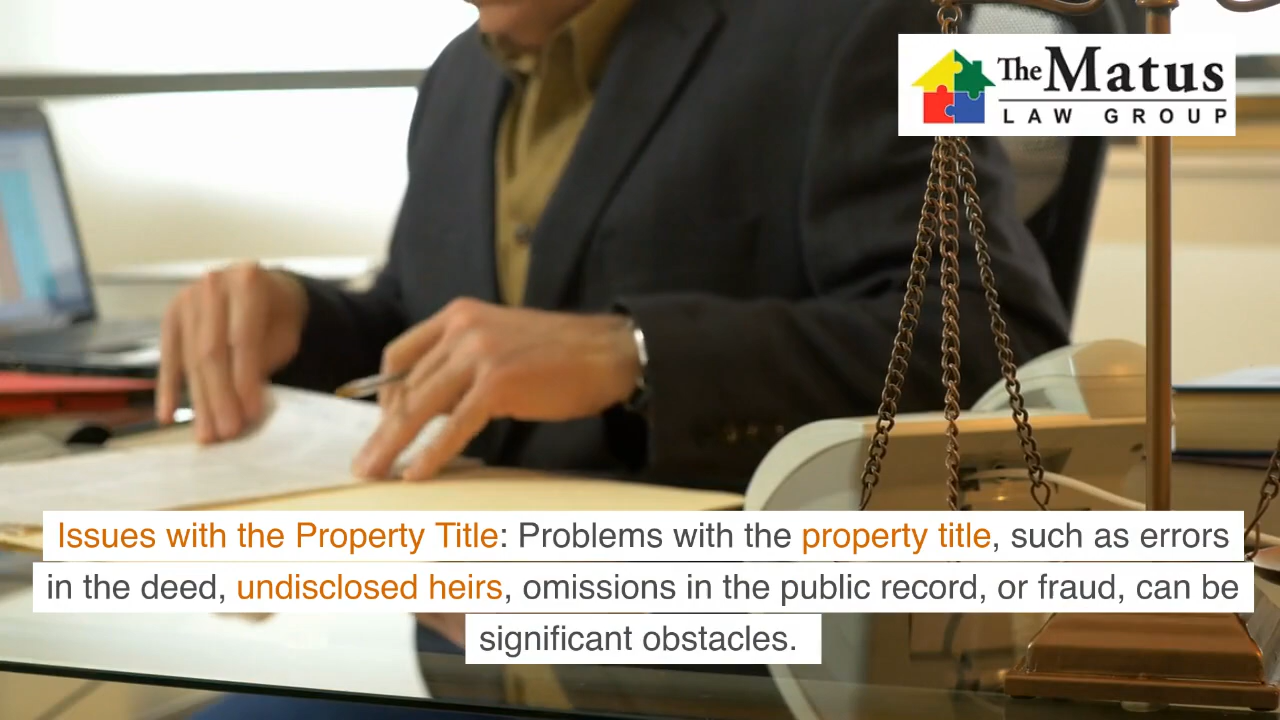 The Matus
LAW GROUP
Issues with the Property Title: Problems with the property title, such as errors
in the deed, undisclosed heirs, omissions in the public record, or fraud, can be
significant obstacles.